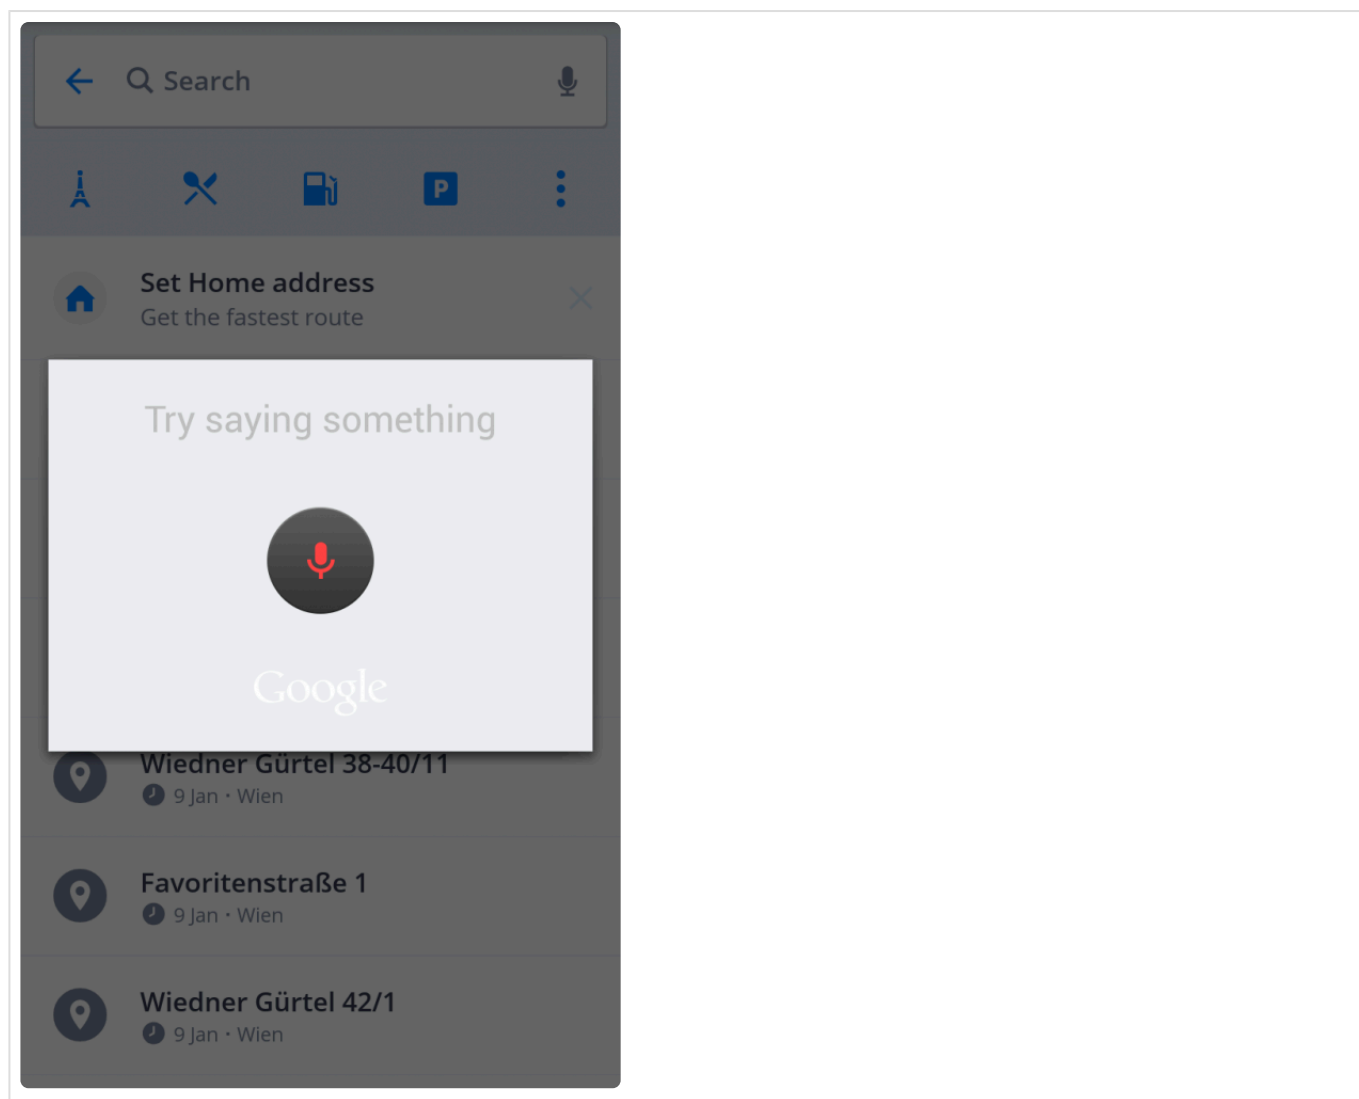 Search
P
Set Home address
Get the fastest route
Try saying something
Google
Wiedner Gürtel 38-40/11
9 Jan · Wien
Favoritenstraße 1
9 Jan · Wien
Wiedner Gürtel 42/1
9 Jan · Wien